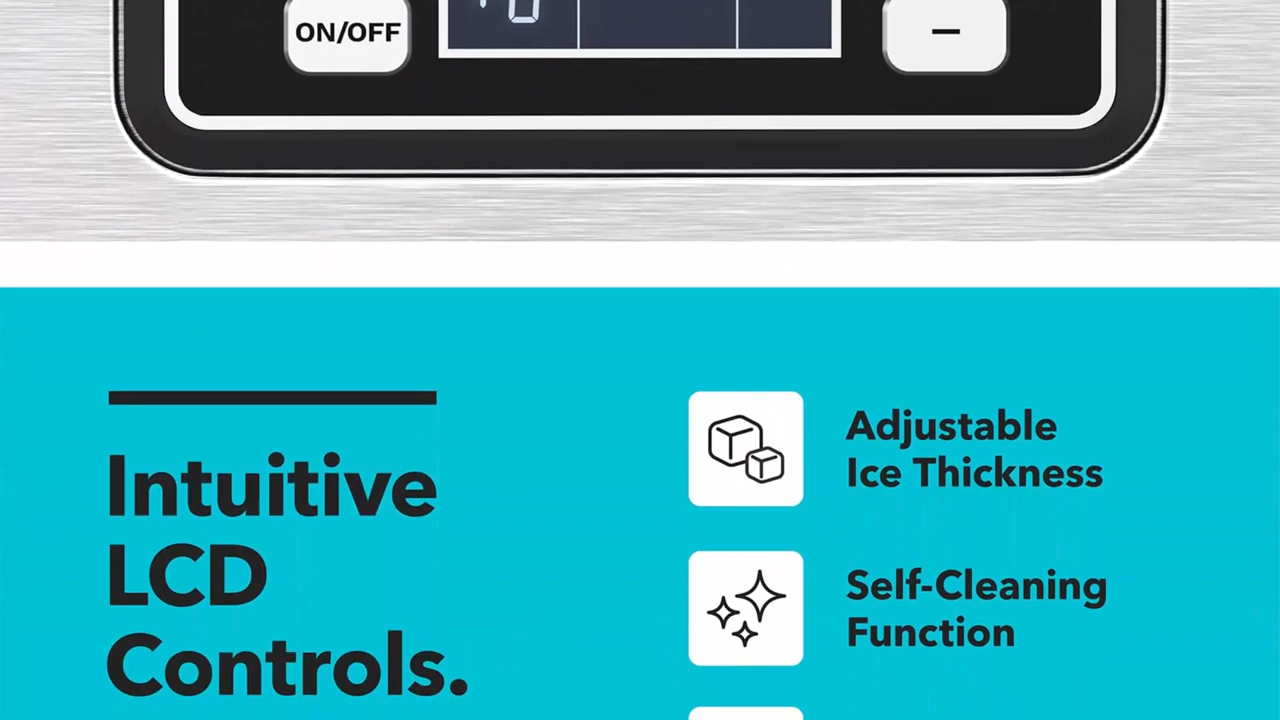 ON/OFF
–
Intuitive
LCD
Controls.
Adjustable
Ice Thickness
Self-Cleaning
Function